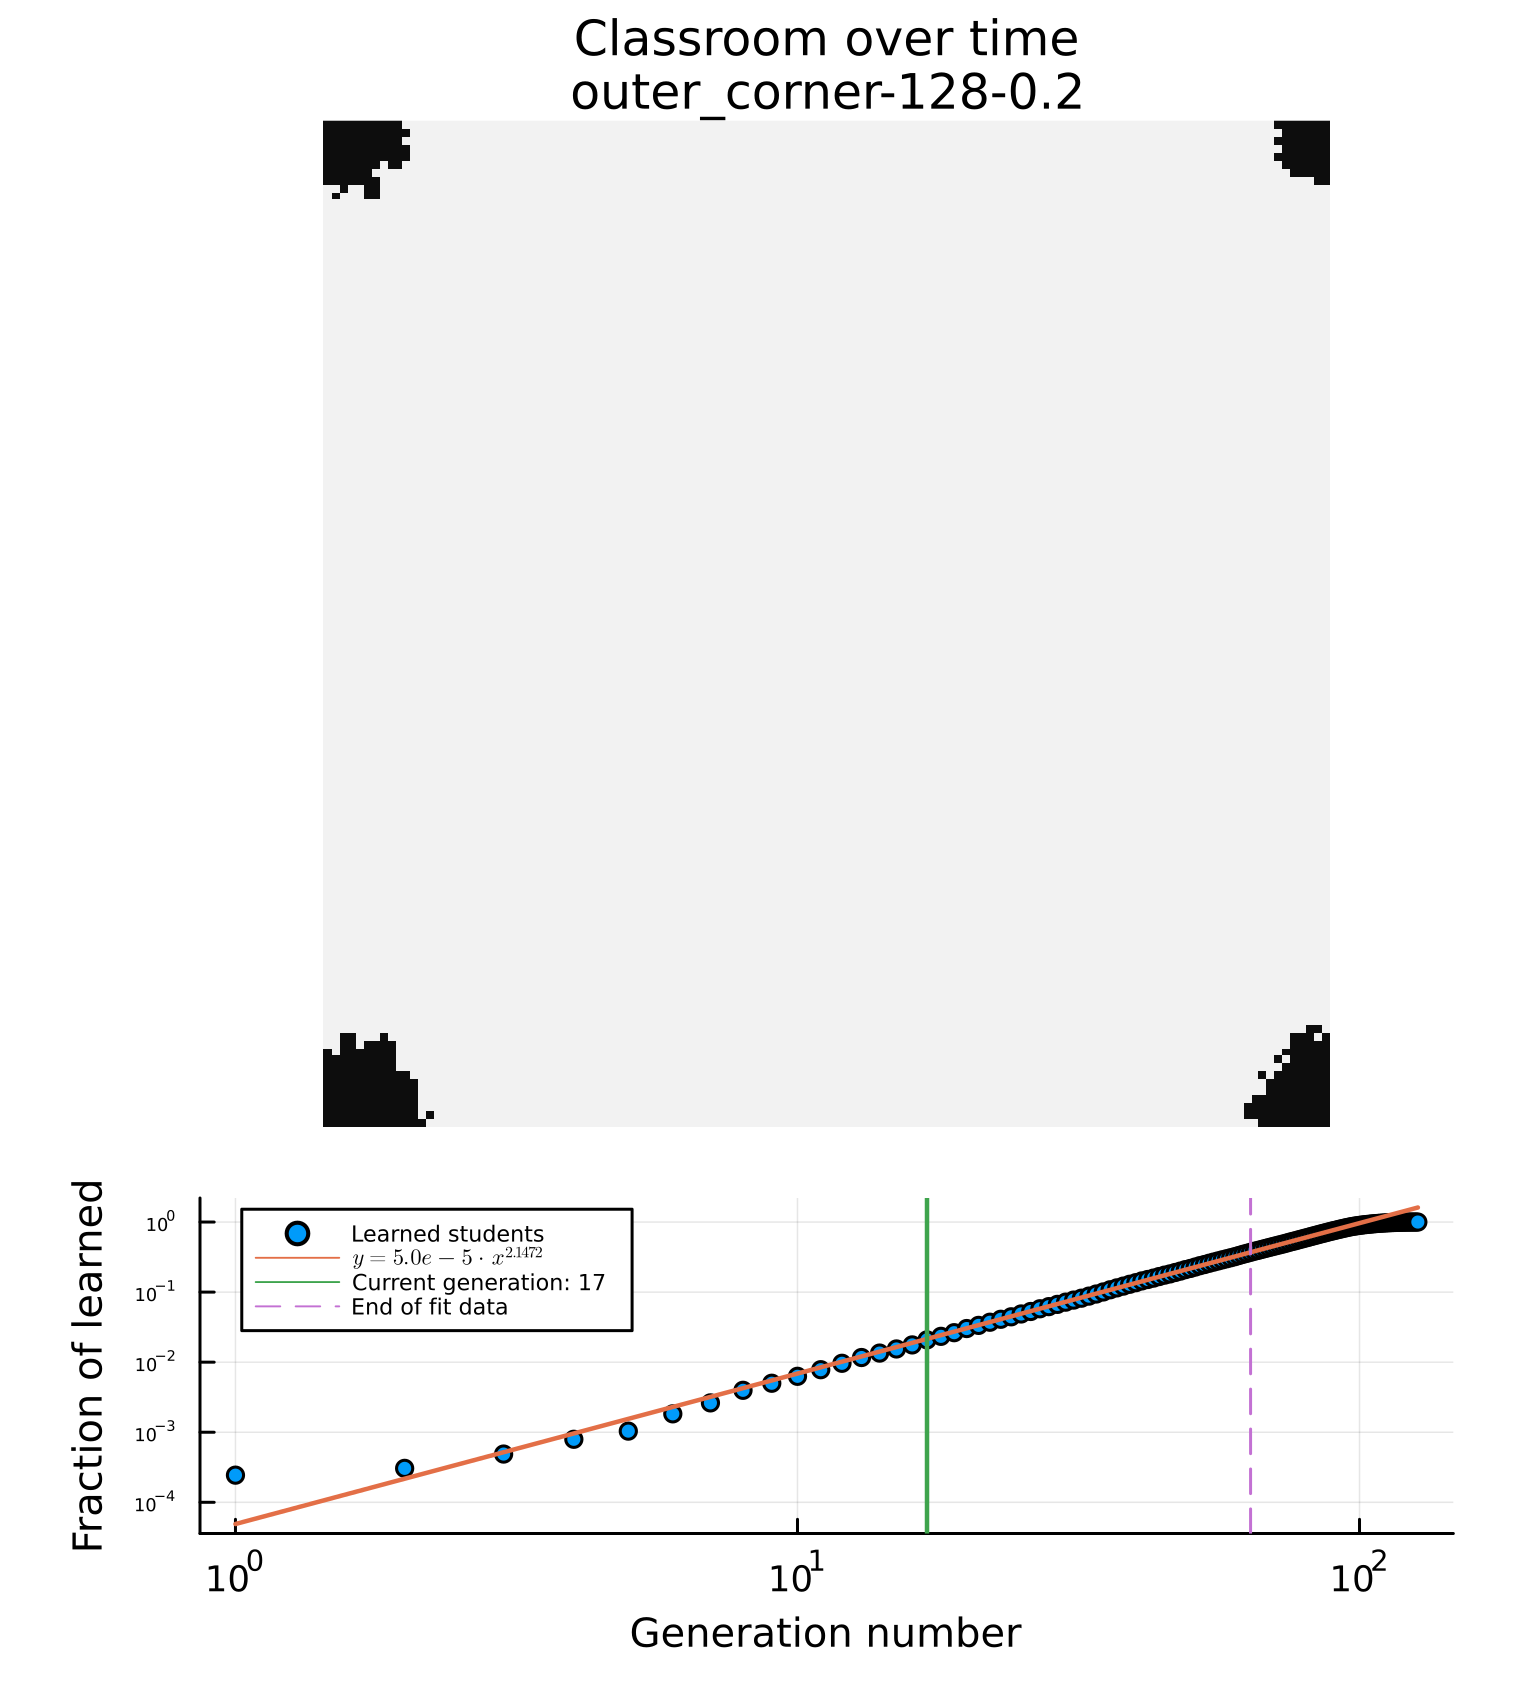 Classroom over time
outer_corner-128-0.2
Fraction of learned
10^0
10^-1
10^-2
10^-3
10^-4
Learned students
y = 5.0e − 5 · x^2.1472
Current generation: 17
End of fit data
10^0 10^1 10^2
Generation number